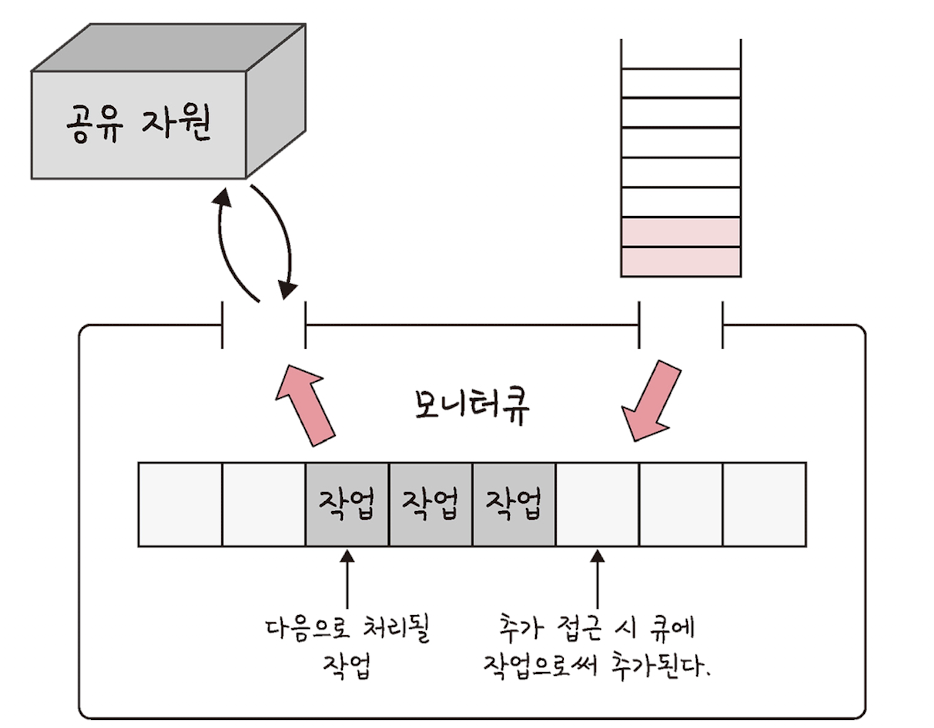 공유 자원
모니터큐
작업 작업 작업
다음으로 처리될
작업
추가 접근 시 큐에
작업으로써 추가된다.